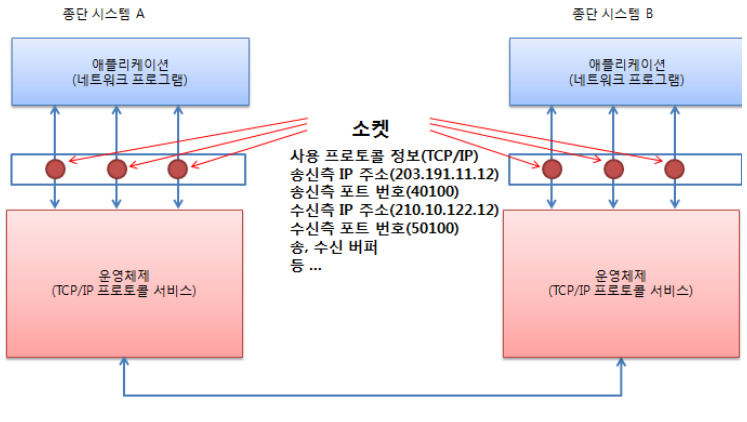 종단 시스템 A
종단 시스템 B
애플리케이션
(네트워크 프로그램)
애플리케이션
(네트워크 프로그램)
소켓
사용 프로토콜 정보(TCP/IP)
송신측 IP 주소(203.191.11.12)
송신측 포트 번호(40100)
수신측 IP 주소(210.10.122.12)
수신측 포트 번호(50100)
송, 수신 버퍼
등 ...
운영체제
(TCP/IP 프로토콜 서비스)
운영체제
(TCP/IP 프로토콜 서비스)